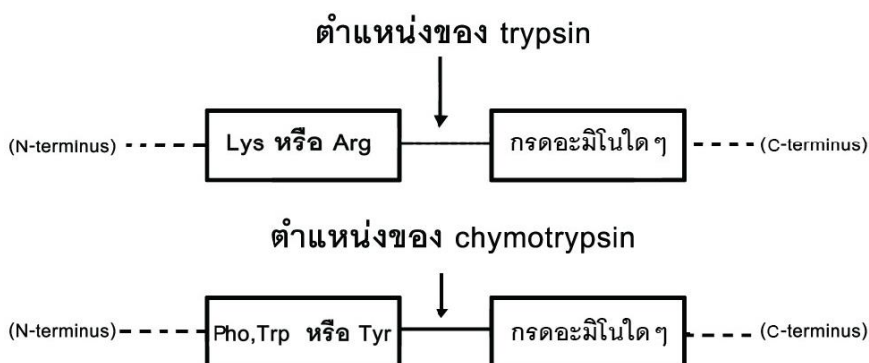 ตำแหน่งของ trypsin
(N-terminus) Lys หรือ Arg กรดอะมิโนใด ๆ (C-terminus)
ตำแหน่งของ chymotrypsin
(N-terminus) Pho,Trp หรือ Tyr กรดอะมิโนใด ๆ (C-terminus)